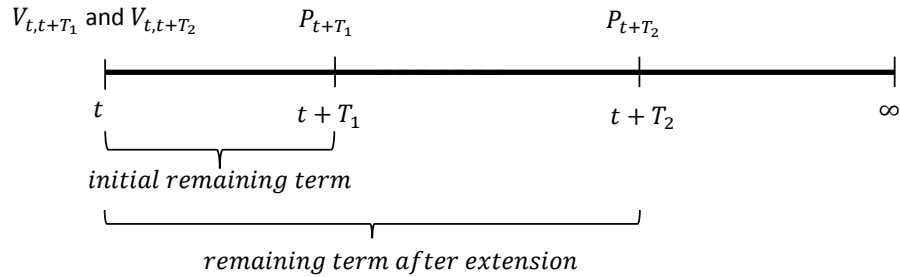 V_{t,t+T_1} and V_{t,t+T_2} P_{t+T_1} P_{t+T_2}
t t + T_1 t + T_2 ∞
initial remaining term
remaining term after extension